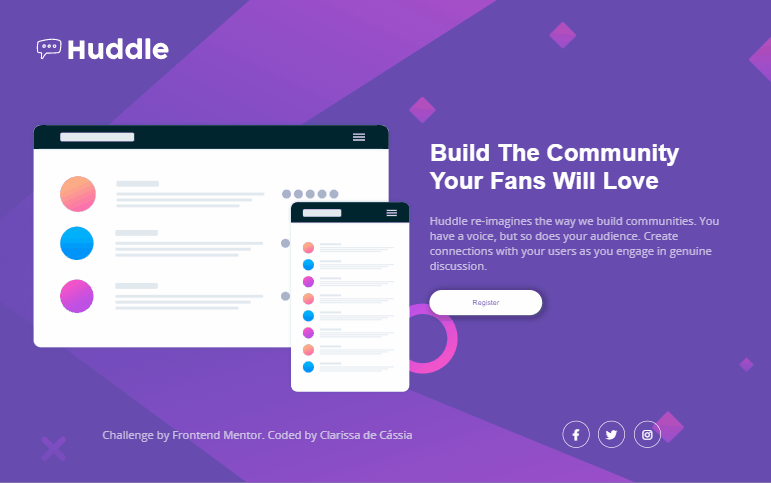 Huddle
Build The Community
Your Fans Will Love
Huddle re-imagines the way we build communities. You
have a voice, but so does your audience. Create
connections with your users as you engage in genuine
discussion.
Register
Challenge by Frontend Mentor. Coded by Clarissa de Cássia